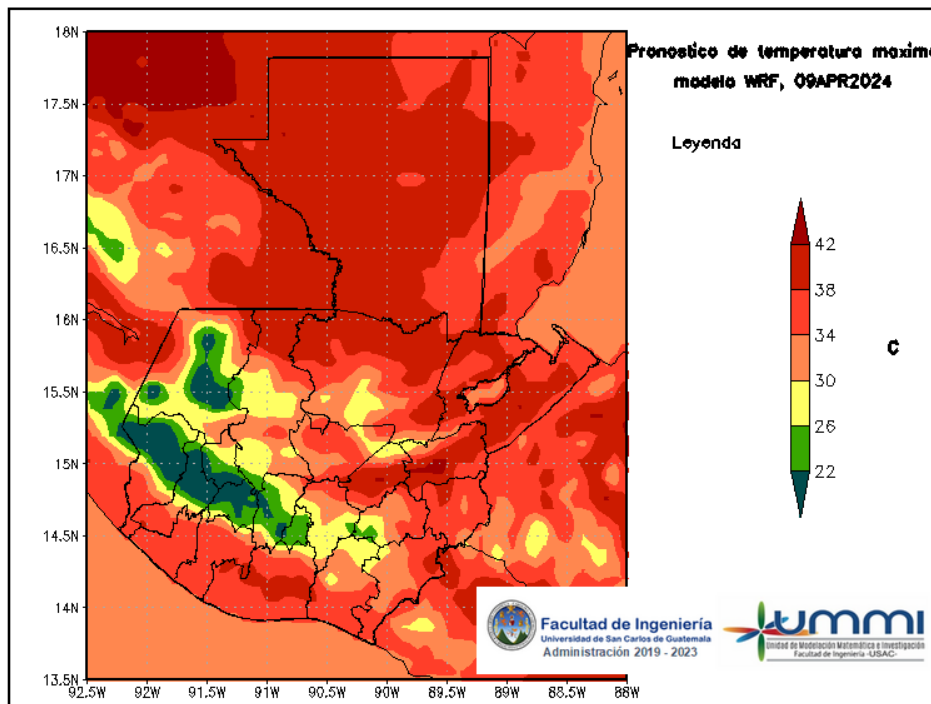 Pronostico de temperatura maxima
modelo WRF, 09APR2024
Leyenda
42
38
34
30
26
22
C
18N
17.5N
17N
16.5N
16N
15.5N
15N
14.5N
14N
13.5N
92.5W
92W
91.5W
91W
90.5W
90W
89.5W
89W
88.5W
88W
Facultad de Ingeniería
Universidad de San Carlos de Guatemala
Administración 2019 - 2023
UMMI
Unidad de Modelación Matemática e Investigación
Facultad de Ingeniería -USAC-